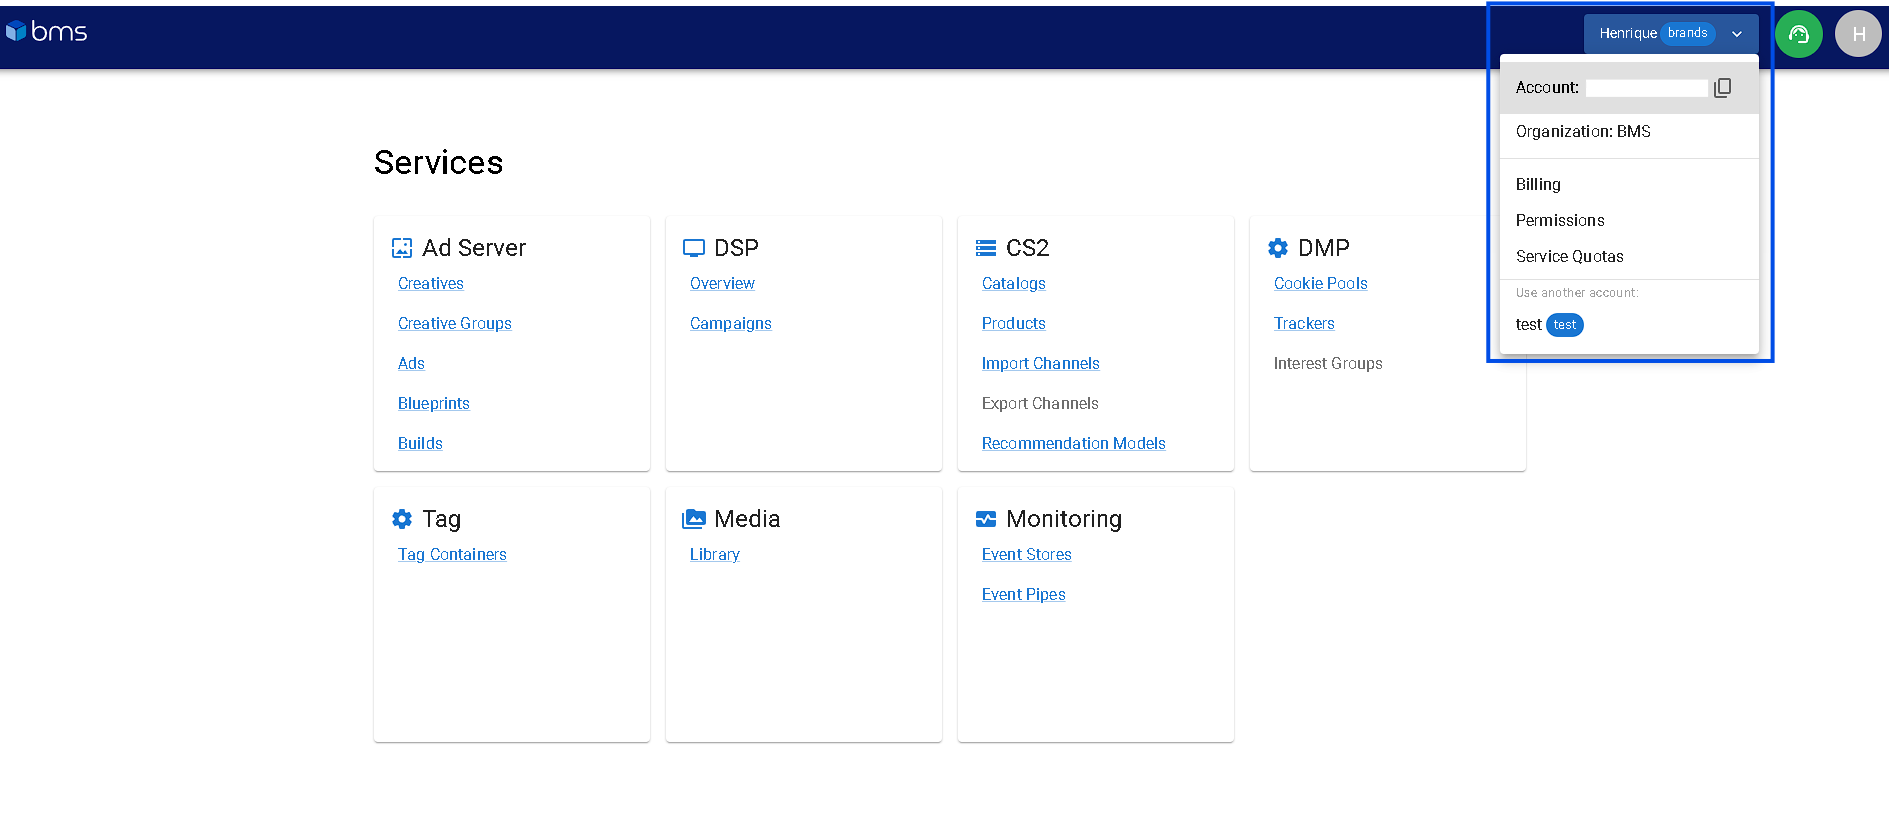 bms
Henrique brands
H
Account:
Organization: BMS
Billing
Permissions
Service Quotas
Use another account:
test test
Services
Ad Server
Creatives
Creative Groups
Ads
Blueprints
Builds
DSP
Overview
Campaigns
CS2
Catalogs
Products
Import Channels
Export Channels
Recommendation Models
DMP
Cookie Pools
Trackers
Interest Groups
Tag
Tag Containers
Media
Library
Monitoring
Event Stores
Event Pipes